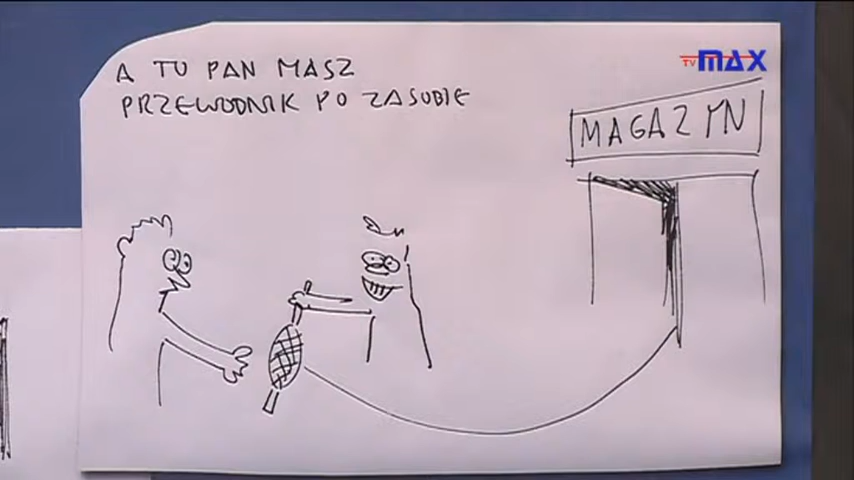 A TU PAN MASZ
PRZEWODNIK PO ZASOBIE
TV MAX
MAGAZYN